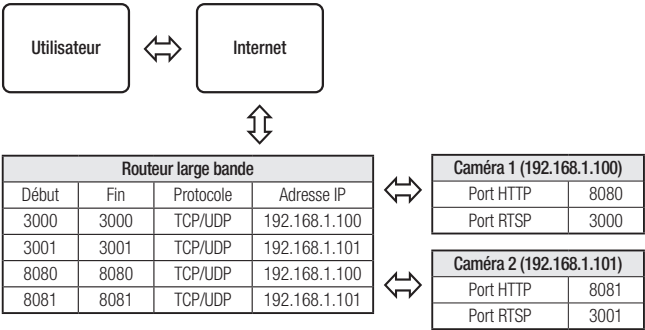 Utilisateur
Internet
Routeur large bande
Début Fin Protocole Adresse IP
3000 3000 TCP/UDP 192.168.1.100
3001 3001 TCP/UDP 192.168.1.101
8080 8080 TCP/UDP 192.168.1.100
8081 8081 TCP/UDP 192.168.1.101
Caméra 1 (192.168.1.100)
Port HTTP 8080
Port RTSP 3000
Caméra 2 (192.168.1.101)
Port HTTP 8081
Port RTSP 3001